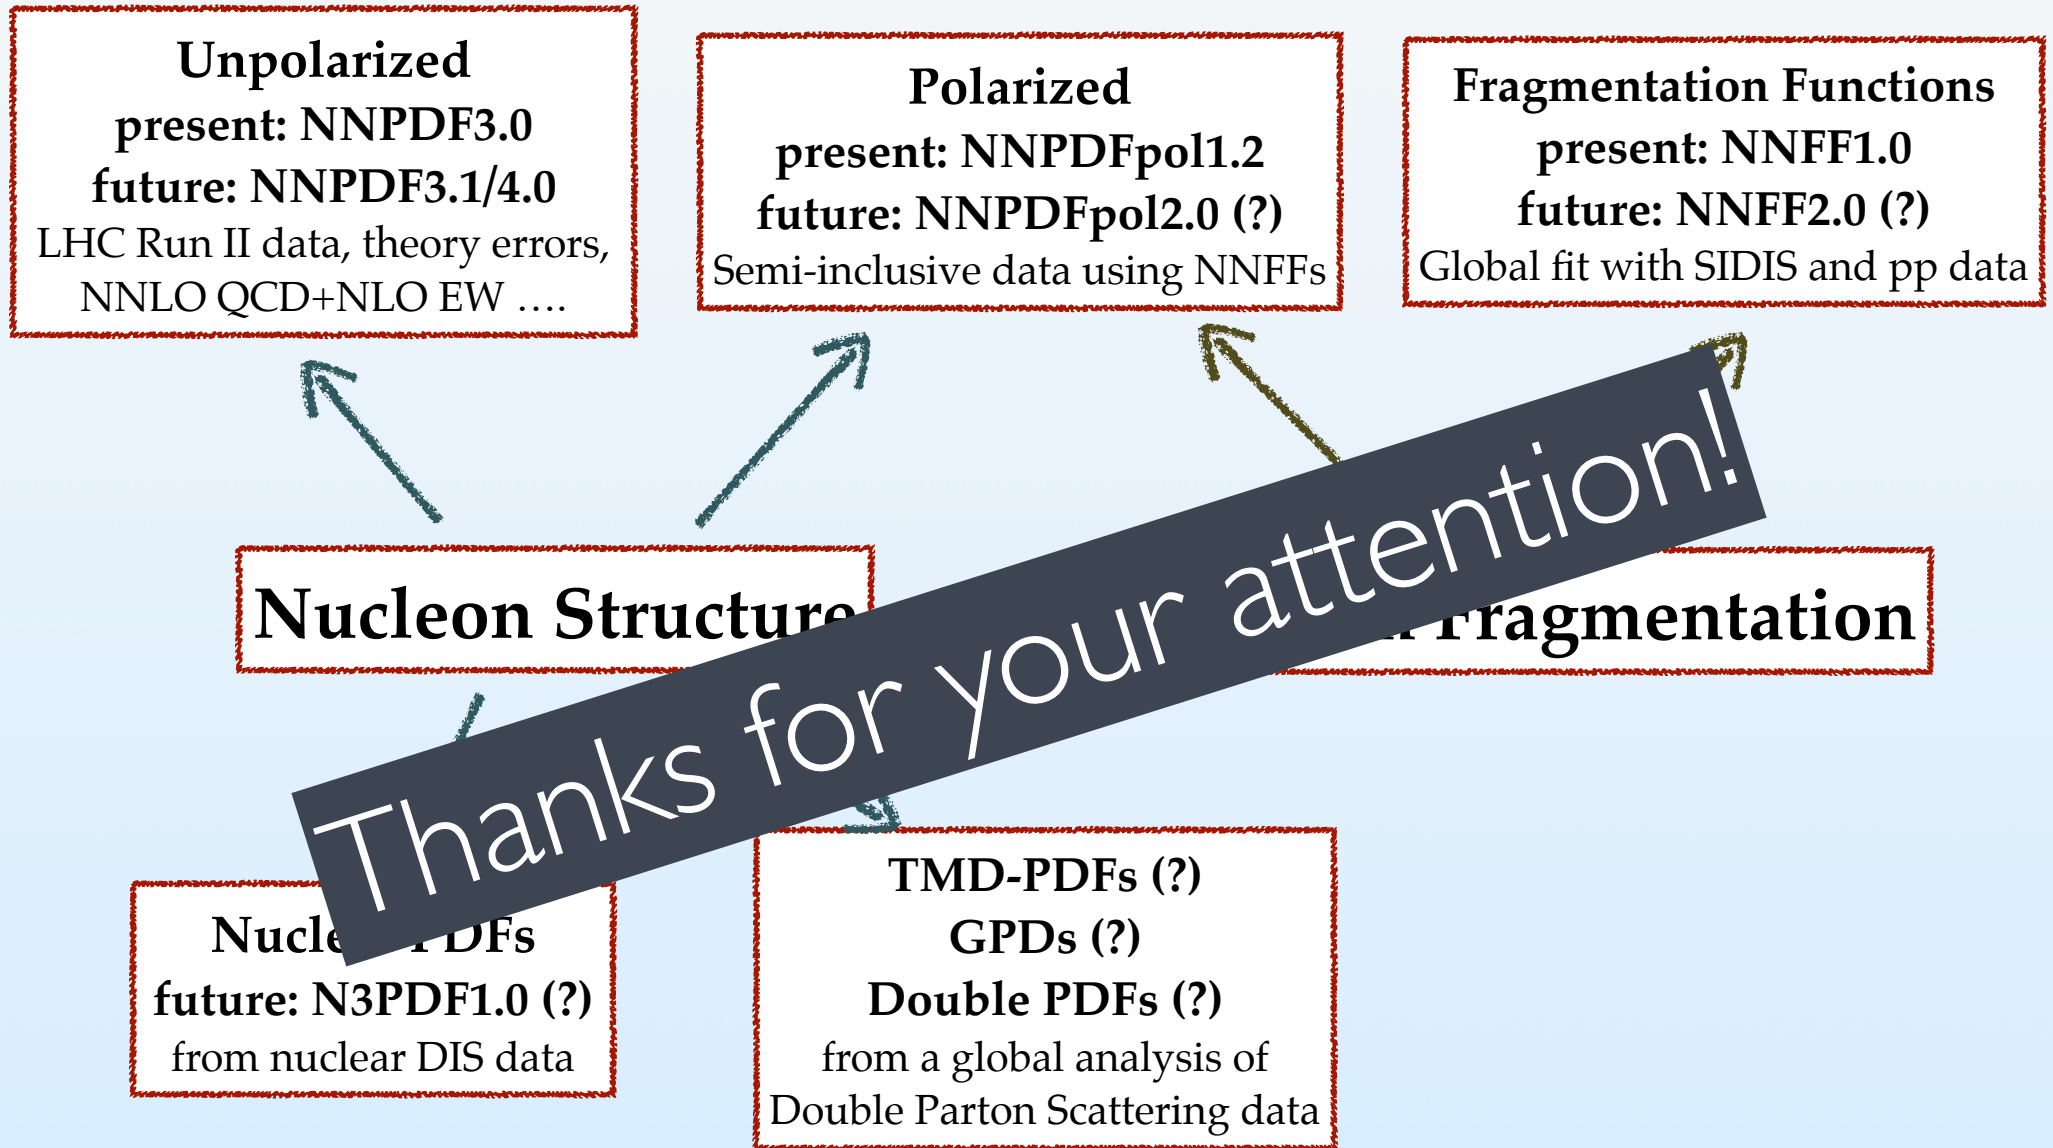 Unpolarized
present: NNPDF3.0
future: NNPDF3.1/4.0
LHC Run II data, theory errors,
NNLO QCD+NLO EW ....
Polarized
present: NNPDFpol1.2
future: NNPDFpol2.0 (?)
Semi-inclusive data using NNFFs
Fragmentation Functions
present: NNFF1.0
future: NNFF2.0 (?)
Global fit with SIDIS and pp data
Nucleon Structure
Fragmentation
Thanks for your attention!
PDFs
future: N3PDF1.0 (?)
from nuclear DIS data
TMD-PDFs (?)
GPDs (?)
Double PDFs (?)
from a global analysis of
Double Parton Scattering data